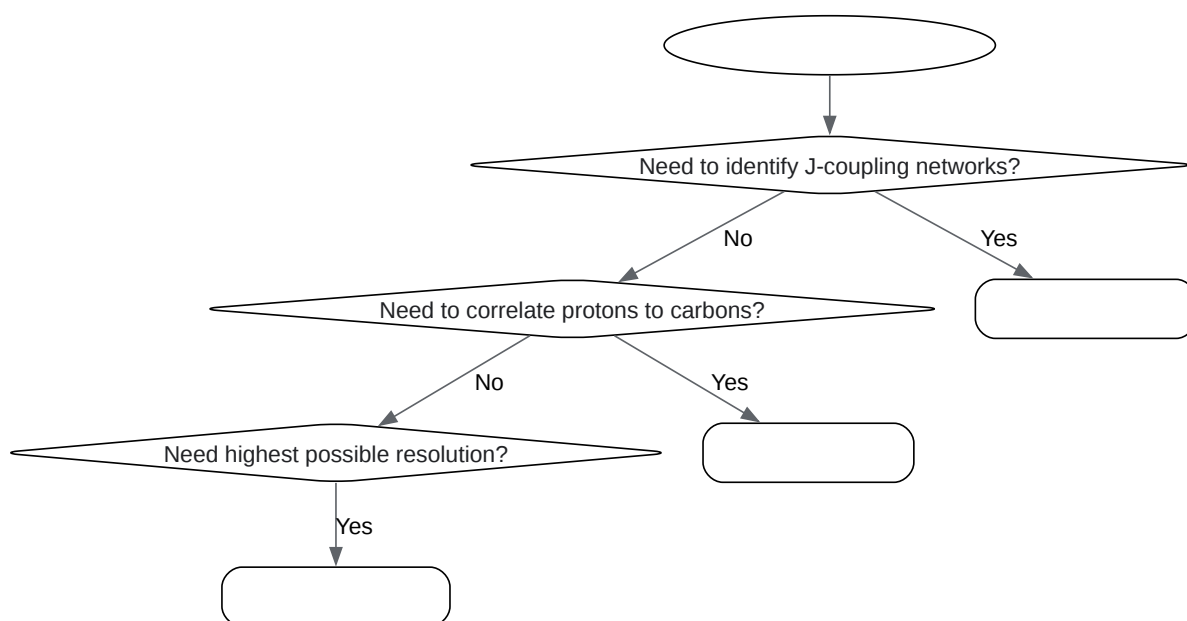 Need to identify J-coupling networks?
No
Yes
Need to correlate protons to carbons?
No
Yes
Need highest possible resolution?
Yes